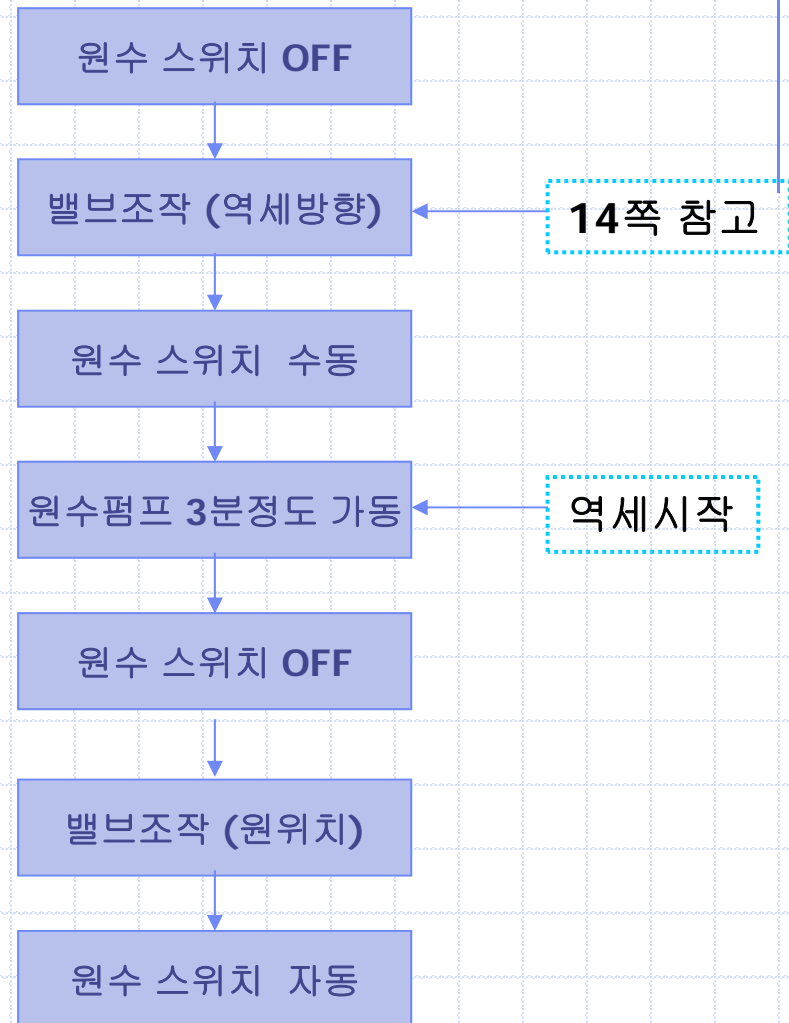 원수 스위치 OFF
밸브조작 (역세방향)
14쪽 참고
원수 스위치 수동
원수펌프 3분정도 가동
역세시작
원수 스위치 OFF
밸브조작 (원위치)
원수 스위치 자동